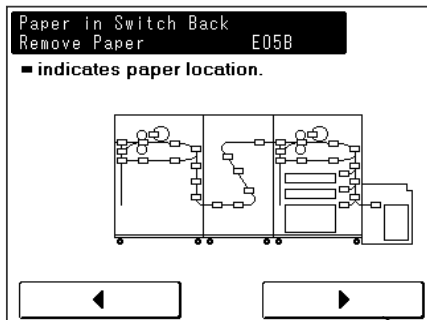 Paper in Switch Back
Remove Paper E05B
indicates paper location.